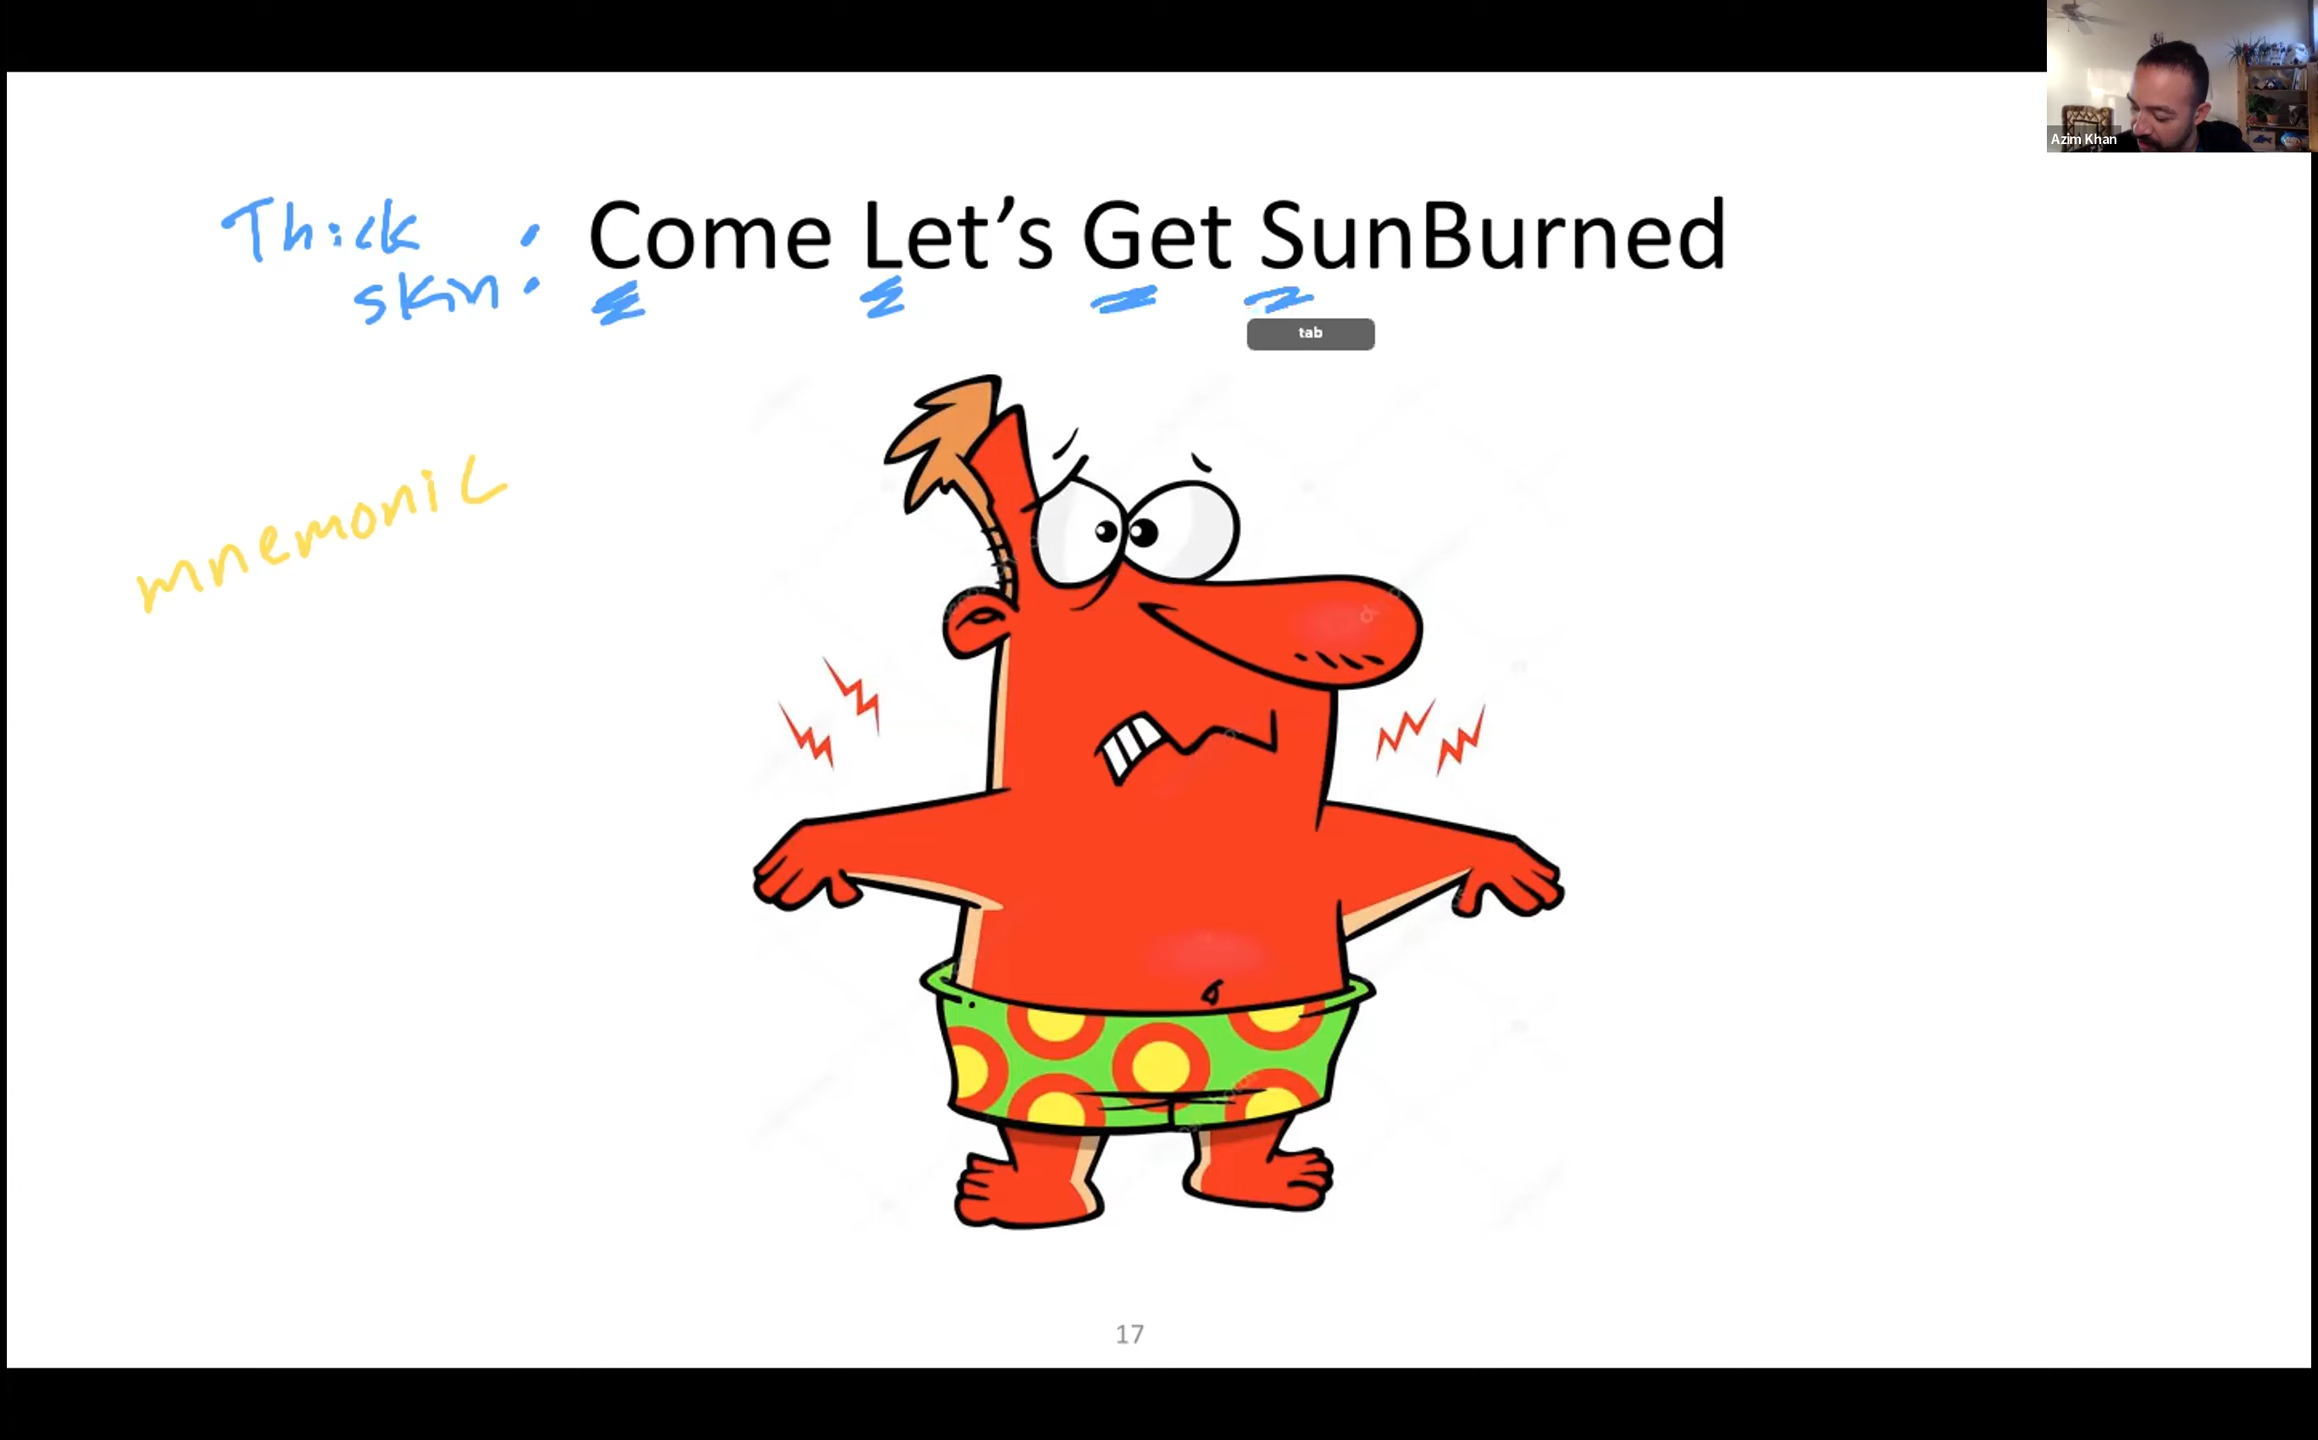 Azim Khan
Thick : Come Let's Get SunBurned
skin:
tab
mnemonic
17